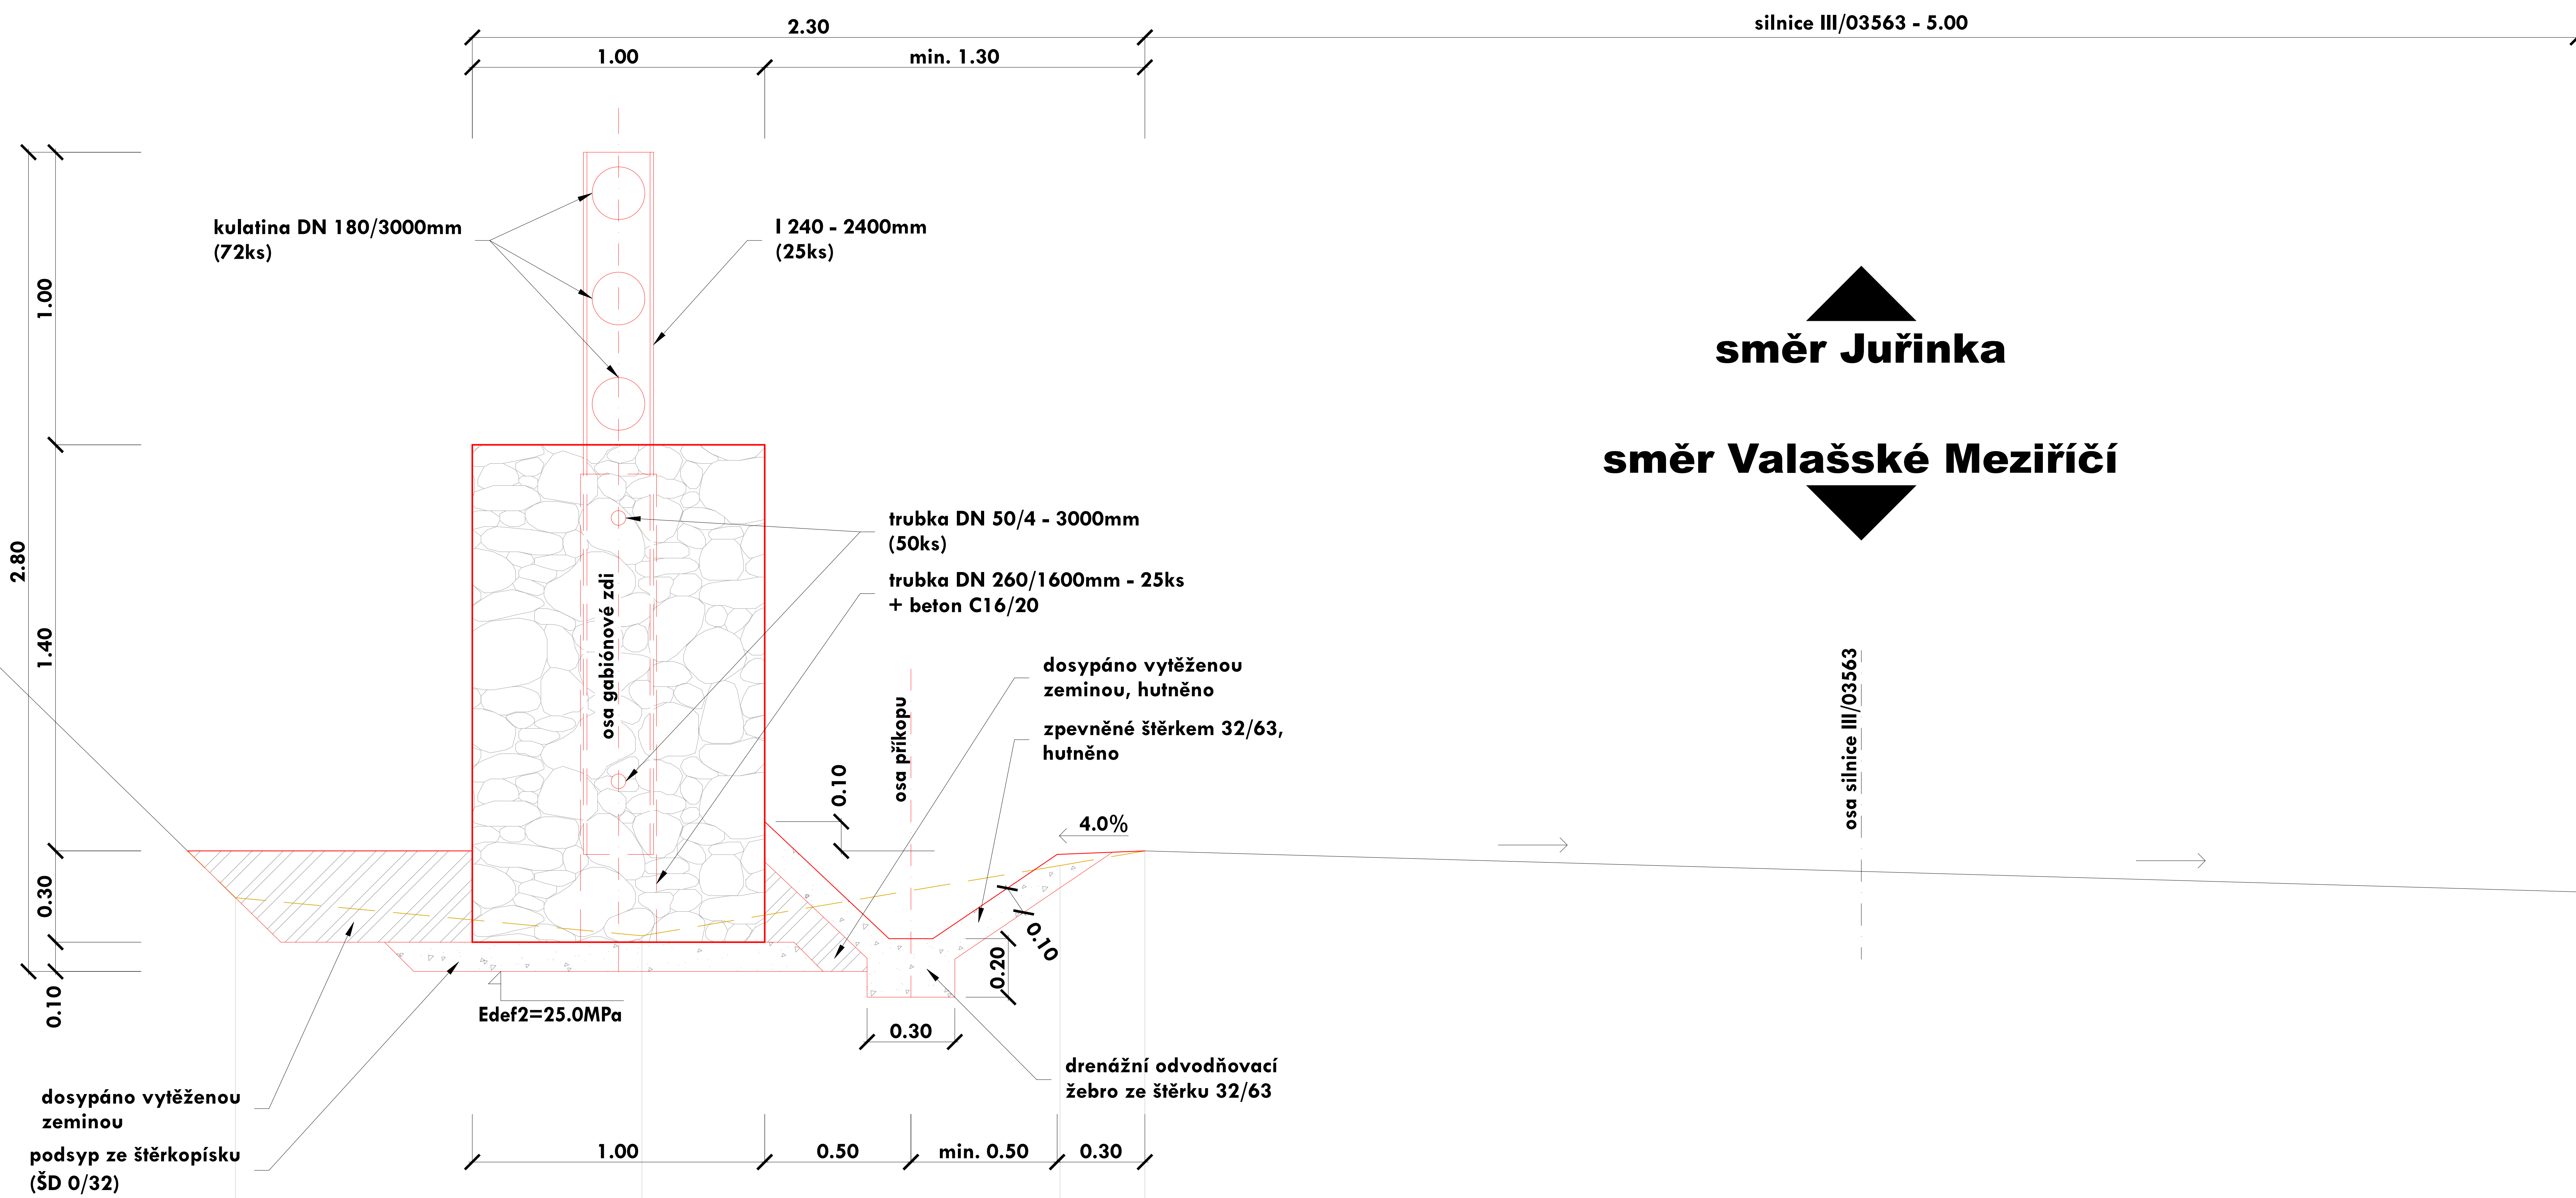 2.30
silnice III/03563 - 5.00
1.00
min. 1.30
kulatina DN 180/3000mm
(72ks)
I 240 - 2400mm
(25ks)
1.00
směr Juřinka
směr Valašské Meziříčí
trubka DN 50/4 - 3000mm
(50ks)
trubka DN 260/1600mm - 25ks
+ beton C16/20
2.80
1.40
osa gabiónové zdi
dosypáno vytěženou
zeminou, hutněno
zpevněné štěrkem 32/63,
hutněno
osa příkopu
osa silnice III/03563
0.10
4.0%
0.30
0.10
0.20
0.10
Edef2=25.0MPa
0.30
drenážní odvodňovací
žebro ze štěrku 32/63
dosypáno vytěženou
zeminou
podsyp ze štěrkopísku
(ŠD 0/32)
1.00
0.50
min. 0.50
0.30